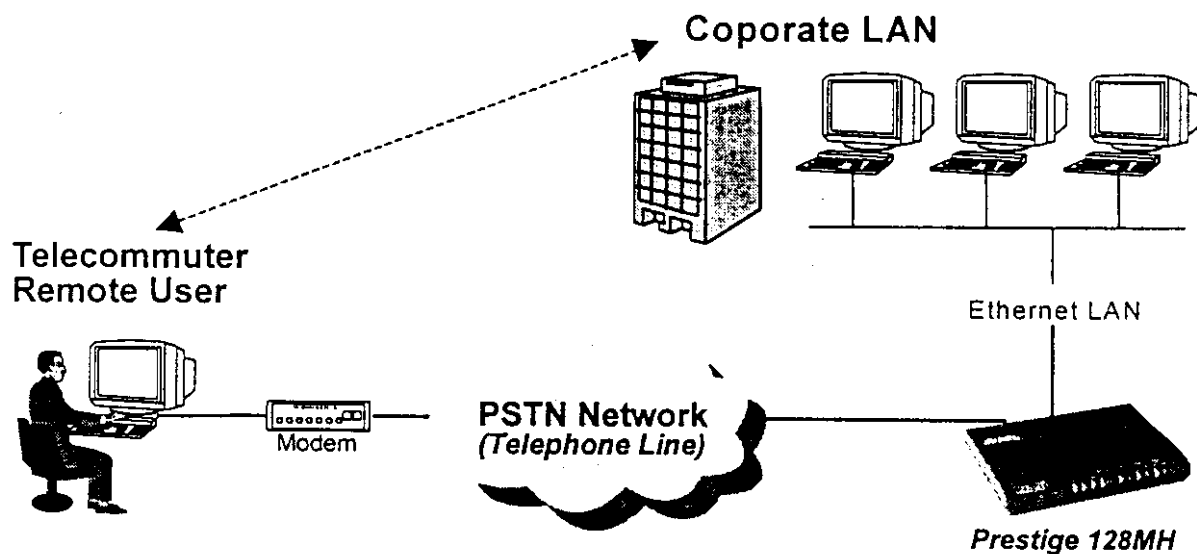 Coporate LAN
Telecommuter
Remote User
Ethernet LAN
Modem
PSTN Network
(Telephone Line)
Prestige 128MH